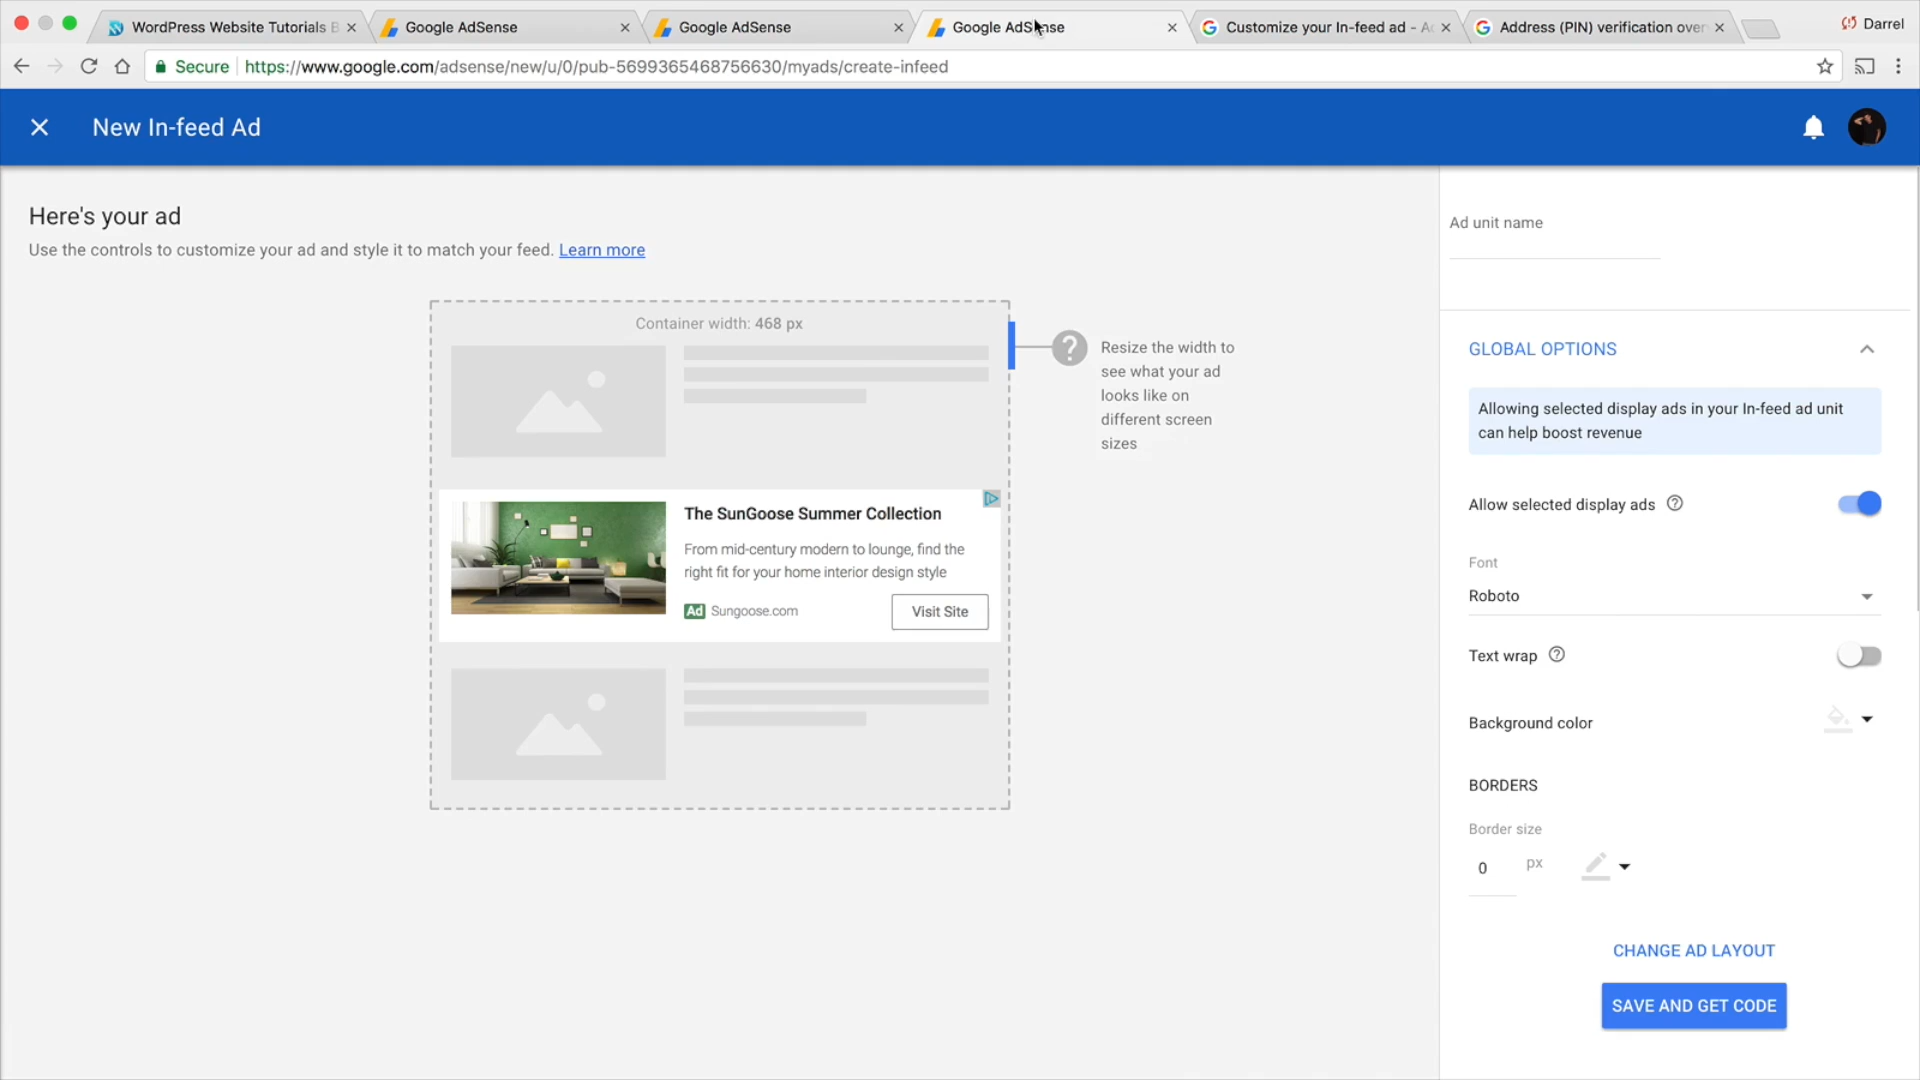 WordPress Website Tutorials B
Google AdSense
Google AdSense
Google AdSense
Customize your In-feed ad - A
Address (PIN) verification over
Darrel
Secure
https://www.google.com/adsense/new/u/0/pub-5699365468756630/myads/create-infeed
New In-feed Ad
Here's your ad
Use the controls to customize your ad and style it to match your feed. Learn more
Container width: 468 px
Resize the width to
see what your ad
looks like on
different screen
sizes
The SunGoose Summer Collection
From mid-century modern to lounge, find the
right fit for your home interior design style
Ad Sungoose.com
Visit Site
Ad unit name
GLOBAL OPTIONS
Allowing selected display ads in your In-feed ad unit
can help boost revenue
Allow selected display ads
Font
Roboto
Text wrap
Background color
BORDERS
Border size
0 px
CHANGE AD LAYOUT
SAVE AND GET CODE